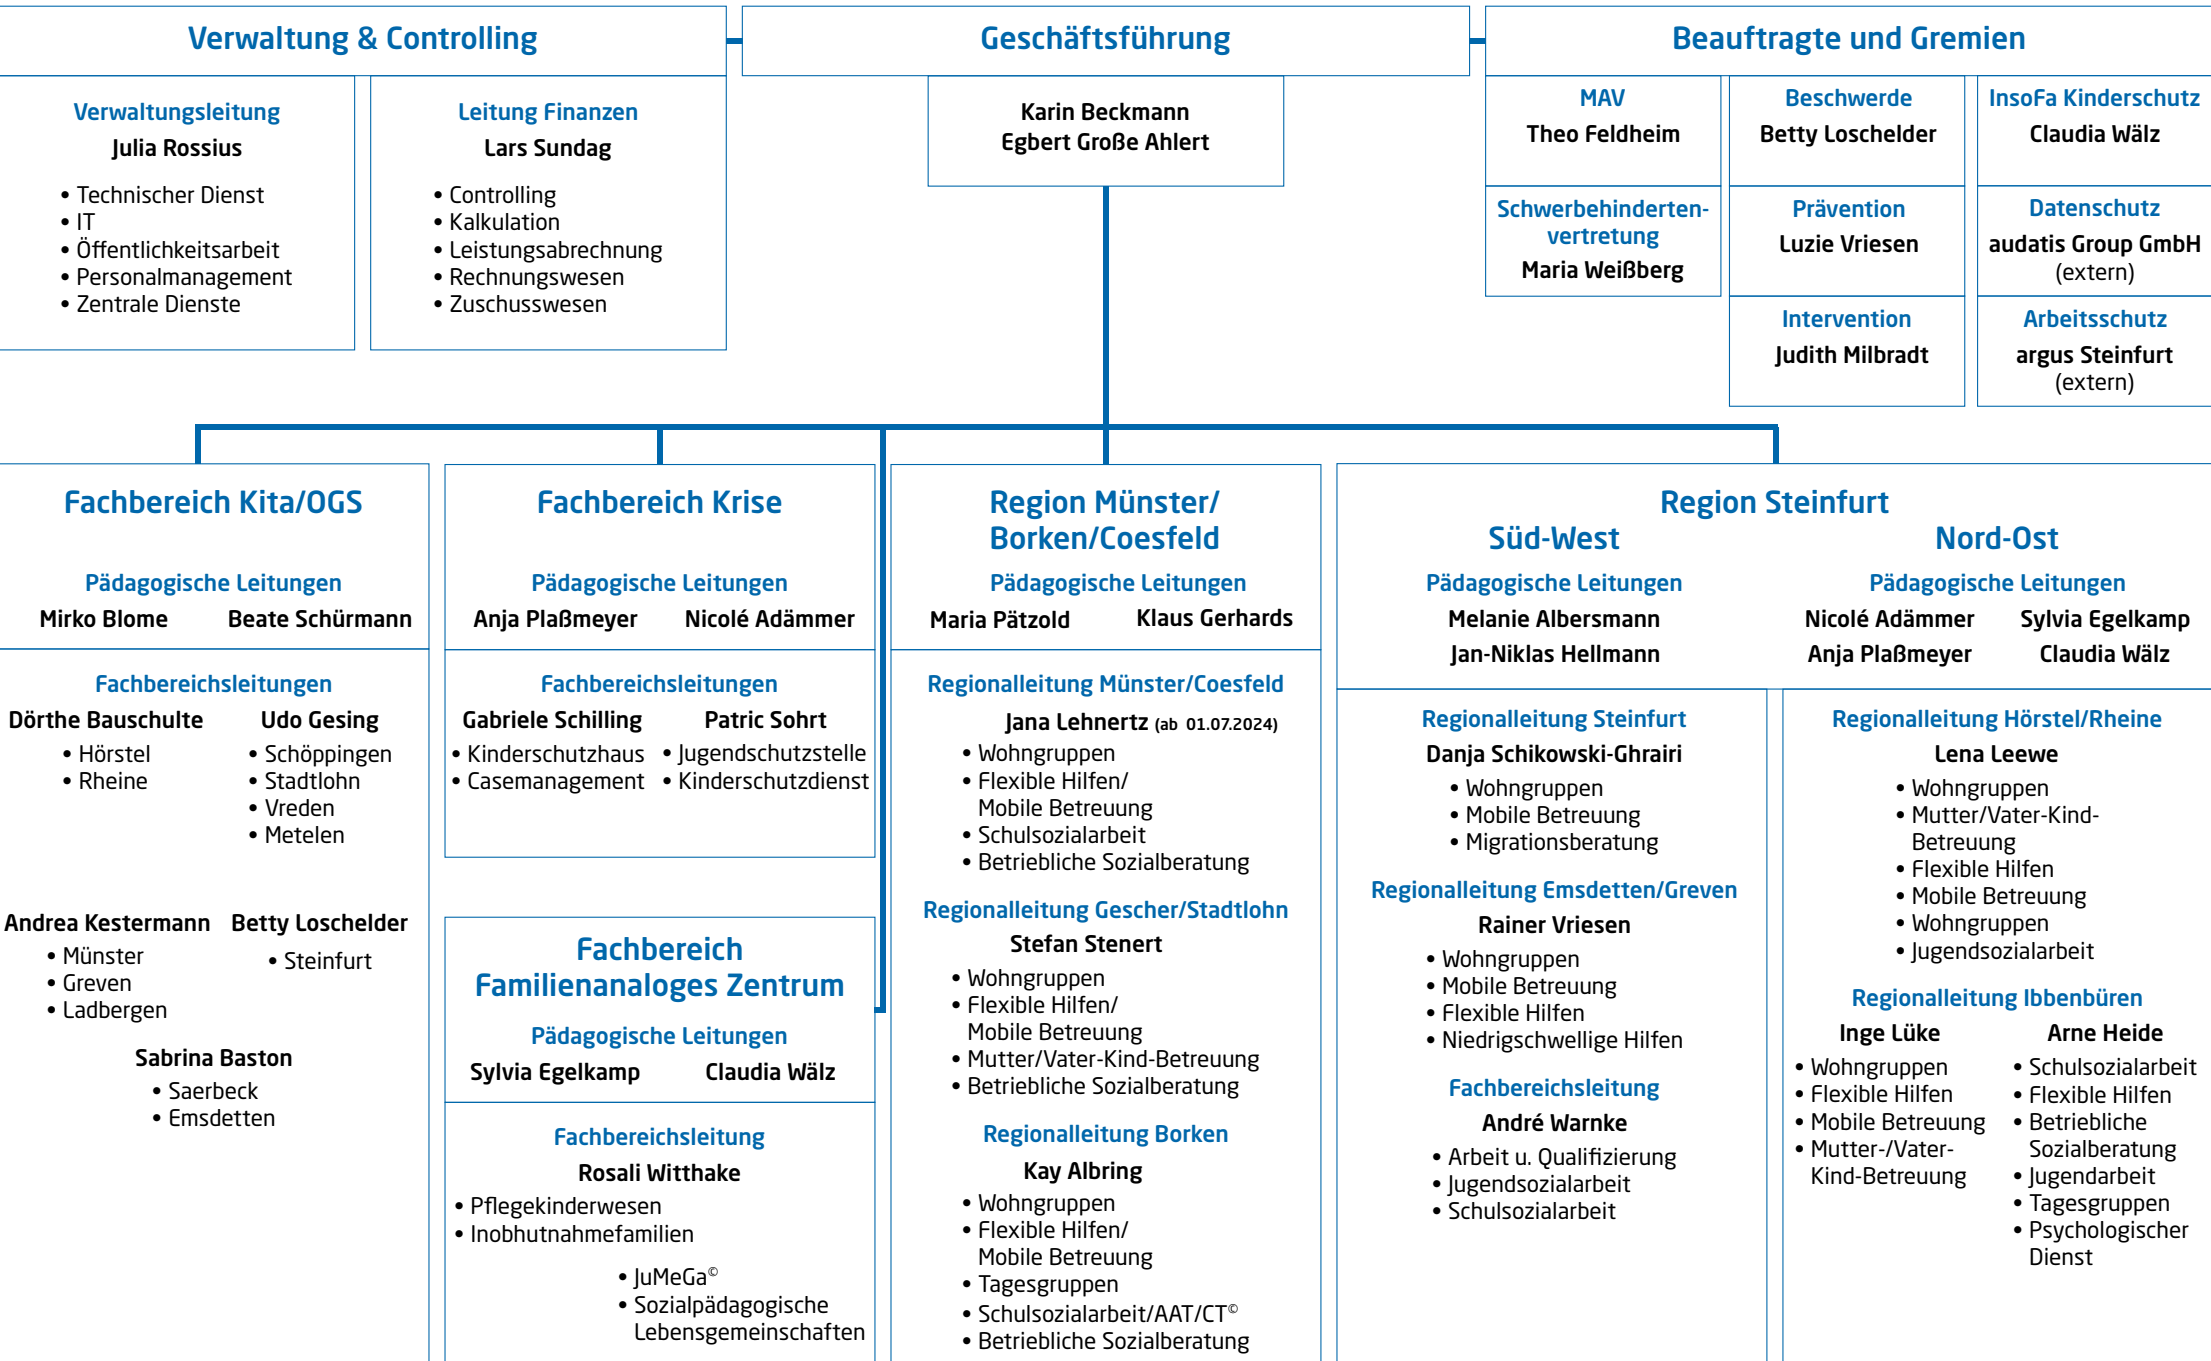 Verwaltung & Controlling
Verwaltungsleitung
Julia Rossius
• Technischer Dienst
• IT
• Öffentlichkeitsarbeit
• Personalmanagement
• Zentrale Dienste
Leitung Finanzen
Lars Sundag
• Controlling
• Kalkulation
• Leistungsabrechnung
• Rechnungswesen
• Zuschusswesen
Geschäftsführung
Karin Beckmann
Egbert Große Ahlert
Beauftragte und Gremien
MAV
Theo Feldheim
Beschwerde
Betty Loschelder
InsoFa Kinderschutz
Claudia Wälz
Schwerbehinderten-
vertretung
Maria Weißberg
Prävention
Luzie Vriesen
Datenschutz
audatis Group GmbH
(extern)
Intervention
Judith Milbradt
Arbeitsschutz
argus Steinfurt
(extern)
Fachbereich Kita/OGS
Pädagogische Leitungen
Mirko Blome Beate Schürmann
Fachbereichsleitungen
Dörthe Bauschulte
• Hörstel
• Rheine
Udo Gesing
• Schöppingen
• Stadtlohn
• Vreden
• Metelen
Andrea Kestermann
• Münster
• Greven
• Ladbergen
Betty Loschelder
• Steinfurt
Sabrina Baston
• Saerbeck
• Emsdetten
Fachbereich Krise
Pädagogische Leitungen
Anja Plaßmeyer Nicolé Adämmer
Fachbereichsleitungen
Gabriele Schilling
• Kinderschutzhaus
• Casemanagement
Patric Sohrt
• Jugendschutzstelle
• Kinderschutzdienst
Fachbereich
Familienanaloges Zentrum
Pädagogische Leitungen
Sylvia Egelkamp Claudia Wälz
Fachbereichsleitung
Rosali Witthake
• Pflegekinderwesen
• Inobhutnahmefamilien
• JuMeGa©
• Sozialpädagogische
Lebensgemeinschaften
Region Münster/
Borken/Coesfeld
Pädagogische Leitungen
Maria Pätzold Klaus Gerhards
Regionalleitung Münster/Coesfeld
Jana Lehnertz (ab 01.07.2024)
• Wohngruppen
• Flexible Hilfen/
Mobile Betreuung
• Schulsozialarbeit
• Betriebliche Sozialberatung
Regionalleitung Gescher/Stadtlohn
Stefan Stenert
• Wohngruppen
• Flexible Hilfen/
Mobile Betreuung
• Mutter/Vater-Kind-Betreuung
• Betriebliche Sozialberatung
Regionalleitung Borken
Kay Albring
• Wohngruppen
• Flexible Hilfen/
Mobile Betreuung
• Tagesgruppen
• Schulsozialarbeit/AAT/CT©
• Betriebliche Sozialberatung
Region Steinfurt
Süd-West
Pädagogische Leitungen
Melanie Albersmann
Jan-Niklas Hellmann
Regionalleitung Steinfurt
Danja Schikowski-Ghrairi
• Wohngruppen
• Mobile Betreuung
• Migrationsberatung
Regionalleitung Emsdetten/Greven
Rainer Vriesen
• Wohngruppen
• Mobile Betreuung
• Flexible Hilfen
• Niedrigschwellige Hilfen
Fachbereichsleitung
André Warnke
• Arbeit u. Qualifizierung
• Jugendsozialarbeit
• Schulsozialarbeit
Nord-Ost
Pädagogische Leitungen
Nicolé Adämmer Sylvia Egelkamp
Anja Plaßmeyer Claudia Wälz
Regionalleitung Hörstel/Rheine
Lena Leewe
• Wohngruppen
• Mutter/Vater-Kind-
Betreuung
• Flexible Hilfen
• Mobile Betreuung
• Wohngruppen
• Jugendsozialarbeit
Regionalleitung Ibbenbüren
Inge Lüke
• Wohngruppen
• Flexible Hilfen
• Mobile Betreuung
• Mutter-/Vater-
Kind-Betreuung
Arne Heide
• Schulsozialarbeit
• Flexible Hilfen
• Betriebliche
Sozialberatung
• Jugendarbeit
• Tagesgruppen
• Psychologischer
Dienst